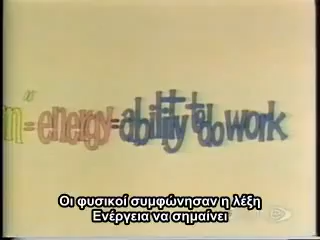 m=energy=ability to do work
Οι φυσικοί συμφώνησαν η λέξη
Ενέργεια να σημαίνει